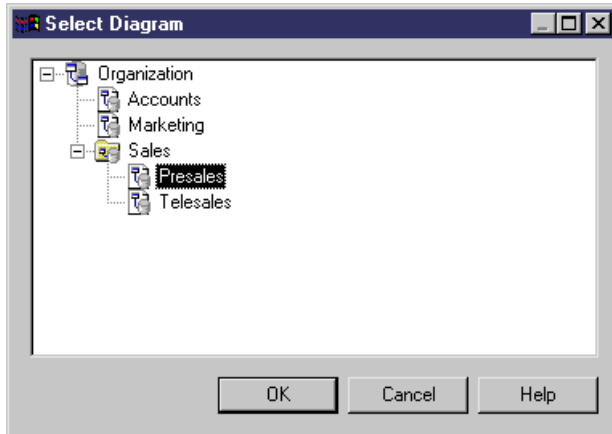 Select Diagram
Organization
Accounts
Marketing
Sales
Presales
Telesales
OK Cancel Help